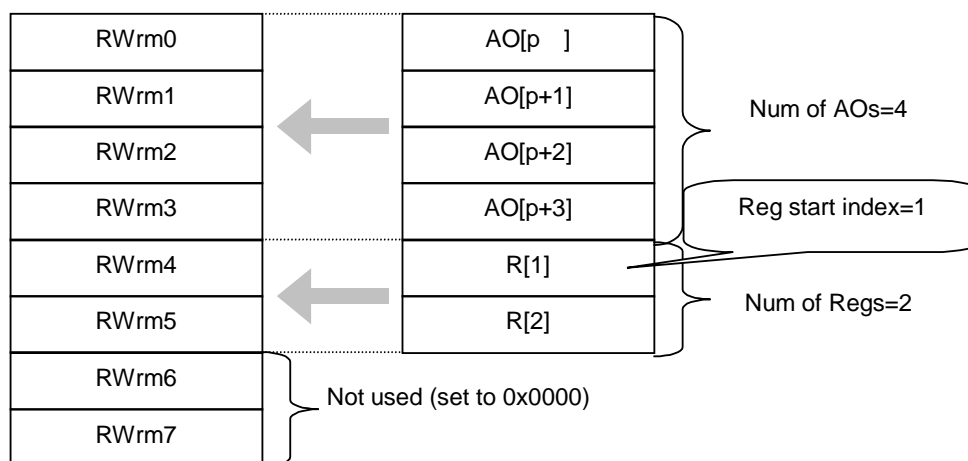 RWrm0
AO[p ]
RWrm1
AO[p+1]
Num of AOs=4
RWrm2
AO[p+2]
RWrm3
AO[p+3]
Reg start index=1
RWrm4
R[1]
RWrm5
R[2]
Num of Regs=2
RWrm6
Not used (set to 0x0000)
RWrm7